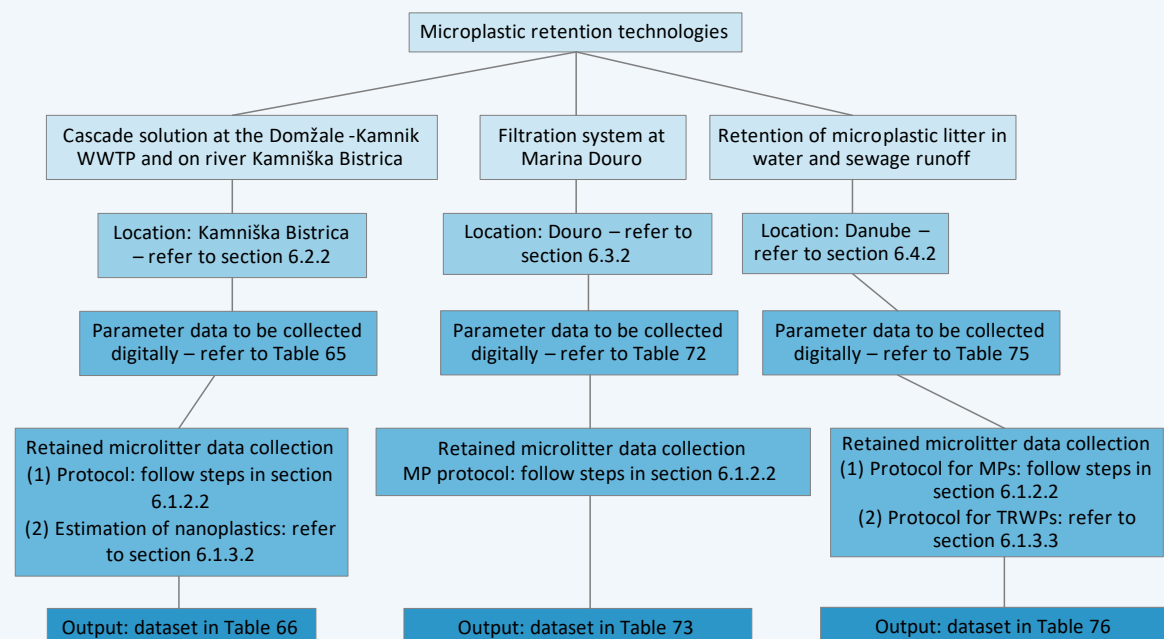 Microplastic retention technologies
Cascade solution at the Domžale -Kamnik
WWTP and on river Kamniška Bistrica
Filtration system at
Marina Douro
Retention of microplastic litter in
water and sewage runoff
Location: Kamniška Bistrica
– refer to section 6.2.2
Location: Douro – refer to
section 6.3.2
Location: Danube –
refer to section 6.4.2
Parameter data to be collected
digitally – refer to Table 65
Parameter data to be collected
digitally – refer to Table 72
Parameter data to be collected
digitally – refer to Table 75
Retained microlitter data collection
(1) Protocol: follow steps in section
6.1.2.2
(2) Estimation of nanoplastics: refer
to section 6.1.3.2
Retained microlitter data collection
MP protocol: follow steps in section 6.1.2.2
Retained microlitter data collection
(1) Protocol for MPs: follow steps in
section 6.1.2.2
(2) Protocol for TRWPs: refer to
section 6.1.3.3
Output: dataset in Table 66
Output: dataset in Table 73
Output: dataset in Table 76